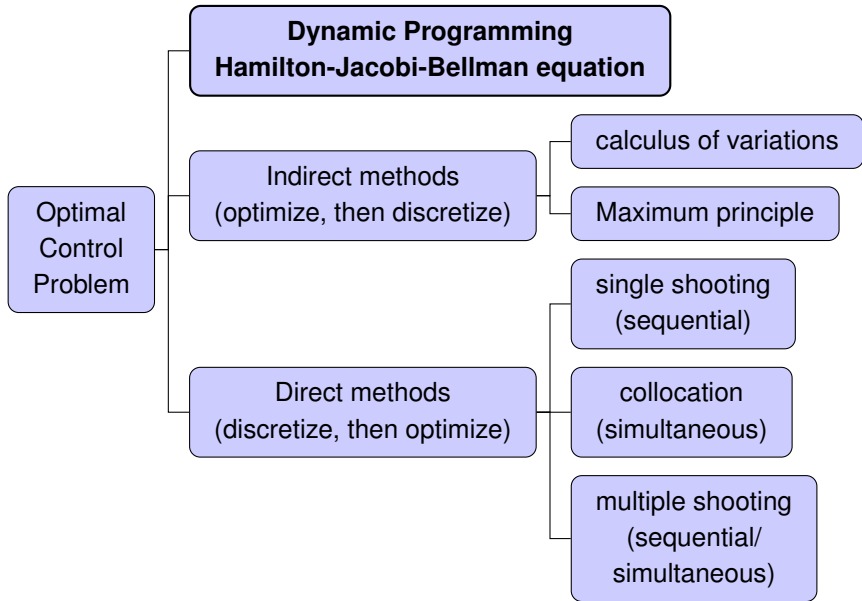 Dynamic Programming
Hamilton-Jacobi-Bellman equation
Optimal
Control
Problem
Indirect methods
(optimize, then discretize)
calculus of variations
Maximum principle
Direct methods
(discretize, then optimize)
single shooting
(sequential)
collocation
(simultaneous)
multiple shooting
(sequential/
simultaneous)